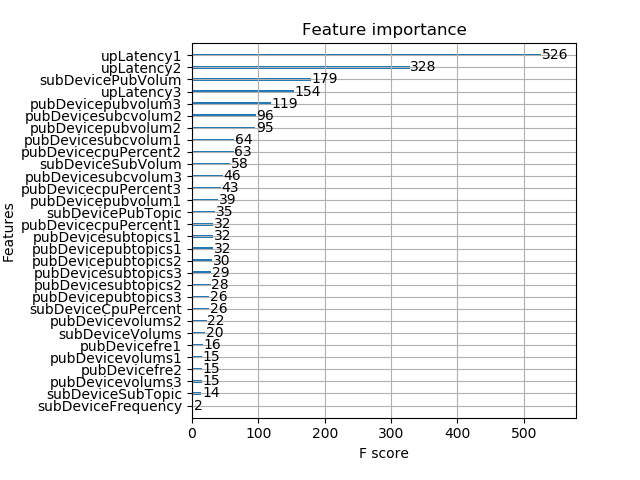 Feature importance
upLatency1 526
upLatency2 328
subDevicePubVolum 179
upLatency3 154
pubDevicepubvolum3 119
pubDevicesubcvolum2 96
pubDevicepubvolum2 95
pubDevicesubcvolum1 64
pubDevicecpuPercent2 63
subDeviceSubVolum 58
pubDevicesubcvolum3 46
pubDevicecpuPercent3 43
pubDevicepubvolum1 39
subDevicePubTopic 35
pubDevicecpuPercent1 32
pubDevicesubtopics1 32
pubDevicepubtopics1 32
pubDevicepubtopics2 30
pubDevicesubtopics3 29
pubDevicesubtopics2 28
pubDevicepubtopics3 26
subDeviceCpuPercent 26
pubDevicevolums2 22
subDeviceVolums 20
pubDevicefre1 16
pubDevicevolums1 15
pubDevicefre2 15
pubDevicevolums3 15
subDeviceSubTopic 14
subDeviceFrequency 2
Features
0 100 200 300 400 500
F score